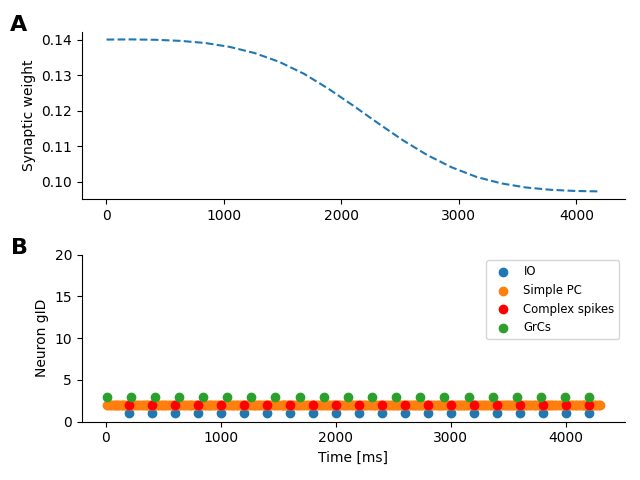 A
Synaptic weight
0.14
0.13
0.12
0.11
0.10
0 1000 2000 3000 4000
B
Neuron gID
20
15
10
5
0
IO
Simple PC
Complex spikes
GrCs
0 1000 2000 3000 4000
Time [ms]